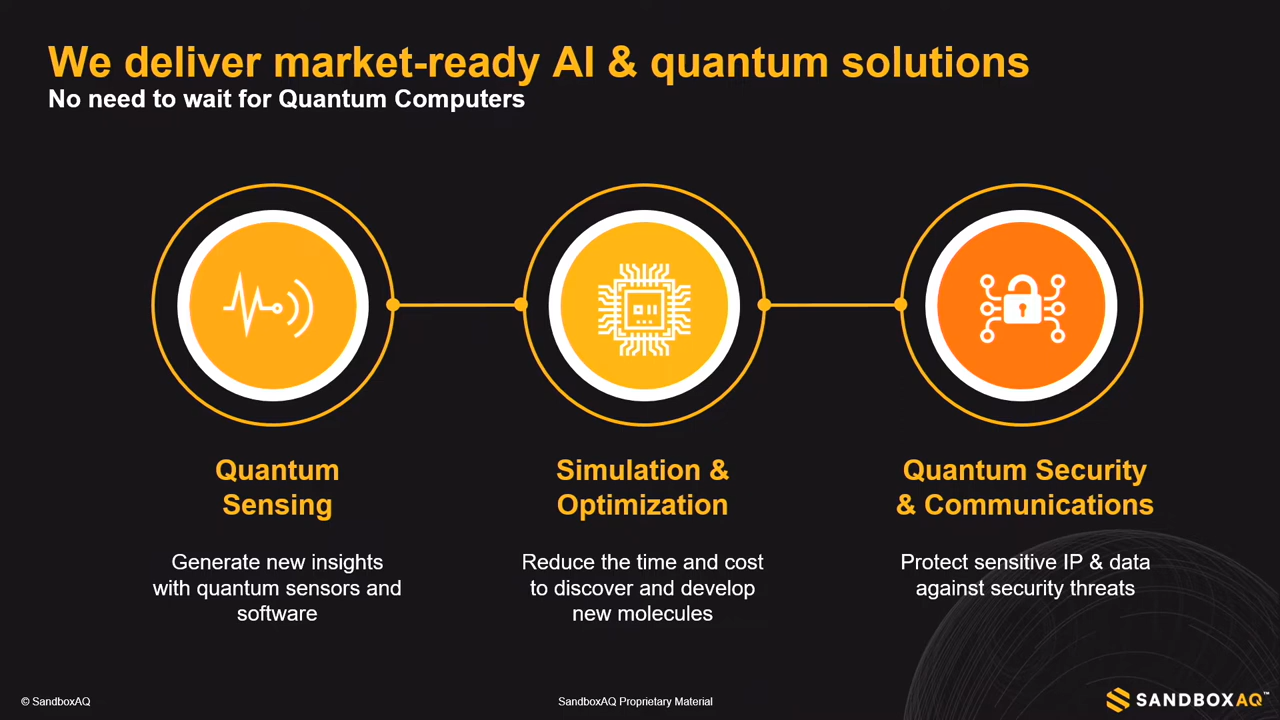 We deliver market-ready AI & quantum solutions
No need to wait for Quantum Computers
Quantum
Sensing
Generate new insights
with quantum sensors and
software
Simulation &
Optimization
Reduce the time and cost
to discover and develop
new molecules
Quantum Security
& Communications
Protect sensitive IP & data
against security threats
© SandboxAQ
SandboxAQ Proprietary Material
SANDBOXAQ™